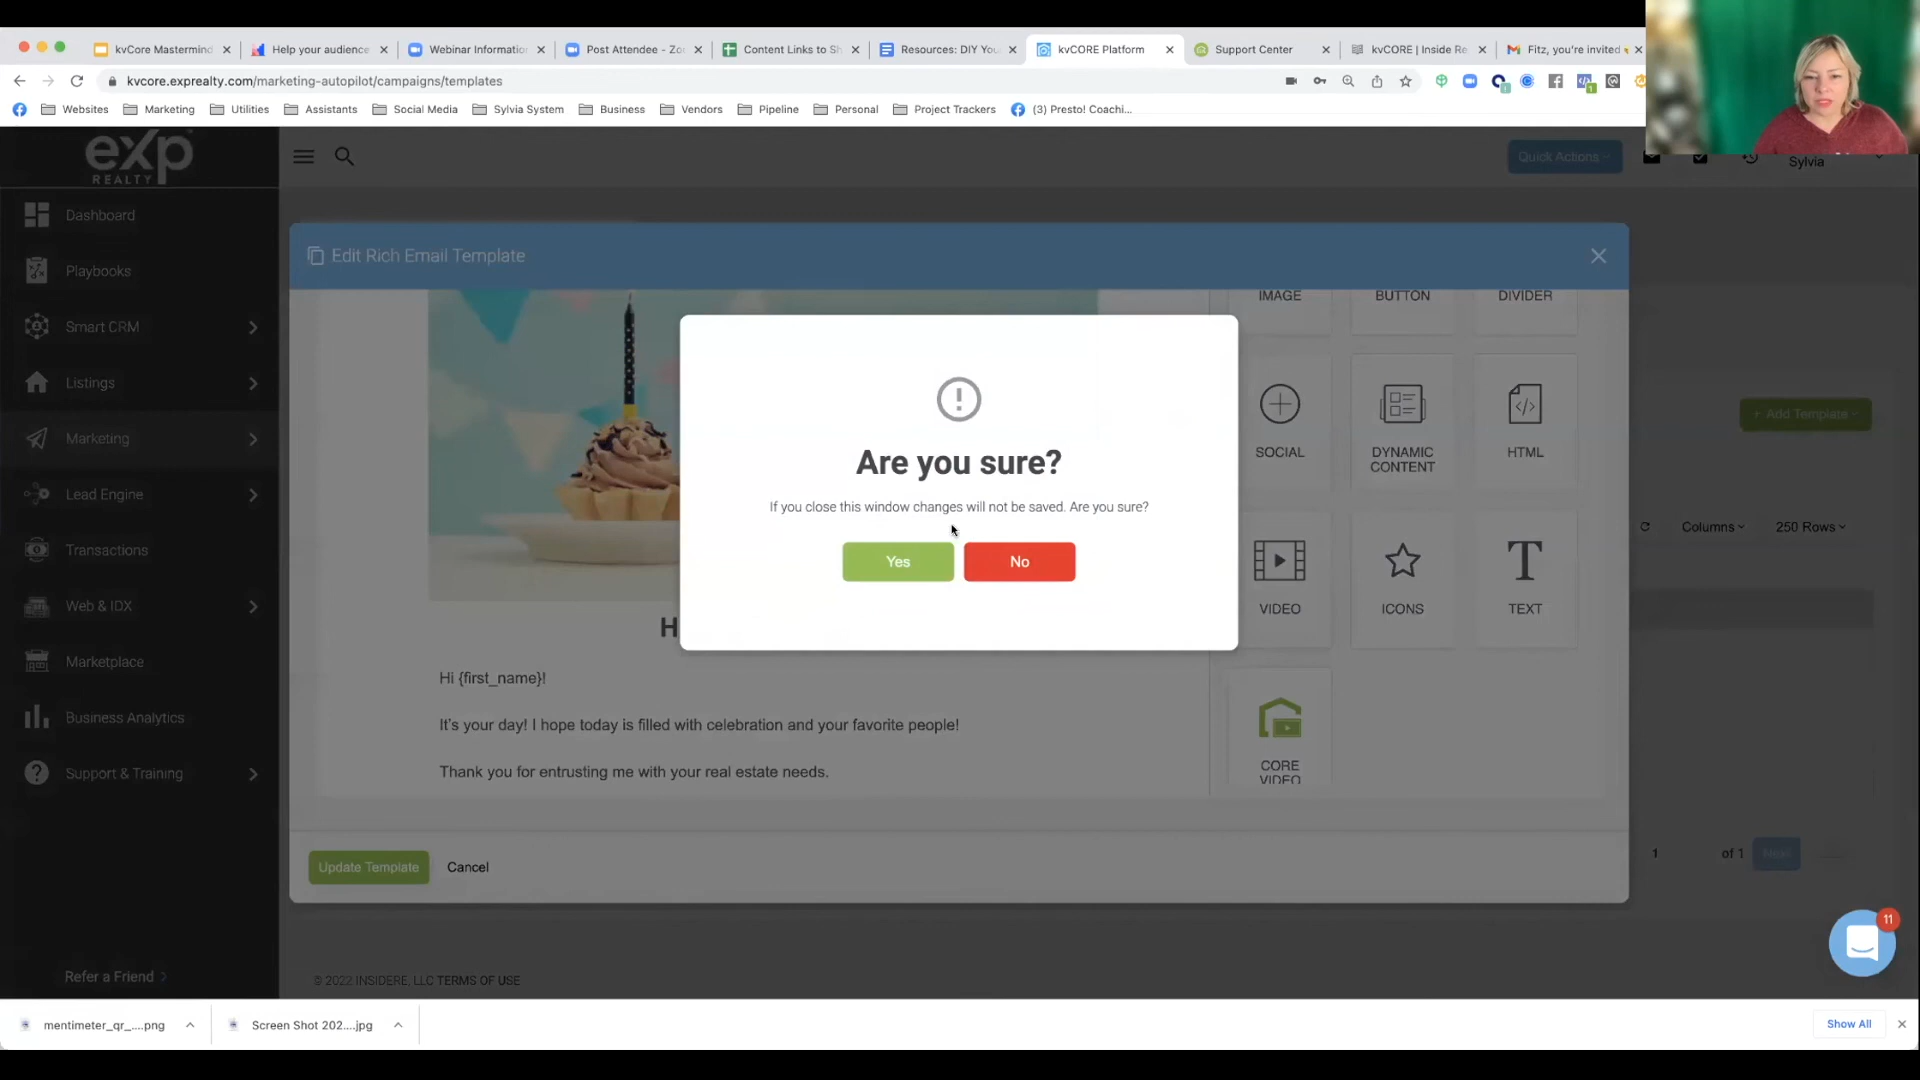 kvCore Mastermind
Help your audience
Webinar Information
Post Attendee - Zo
Content Links to Sh
Resources: DIY You
kvCORE Platform
Support Center
kvCORE | Inside Re
Fitz, you're invited
kvcore.exprealty.com/marketing-autopilot/campaigns/templates
Websites
Marketing
Utilities
Assistants
Social Media
Sylvia System
Business
Vendors
Pipeline
Personal
Project Trackers
(3) Presto! Coachi...
exp
REALTY
Quick Actions
Sylvia
Dashboard
Playbooks
Smart CRM
Listings
Marketing
Lead Engine
Transactions
Web & IDX
Marketplace
Business Analytics
Support & Training
Refer a Friend
Edit Rich Email Template
IMAGE
BUTTON
DIVIDER
SOCIAL
DYNAMIC
CONTENT
HTML
VIDEO
ICONS
TEXT
CORE
VIDEO
+ Add Template
Columns
250 Rows
Are you sure?
If you close this window changes will not be saved. Are you sure?
Yes
No
H
Hi {first_name}!
It's your day! I hope today is filled with celebration and your favorite people!
Thank you for entrusting me with your real estate needs.
Update Template
Cancel
1
of 1
Next
11
© 2022 INSIDERE, LLC TERMS OF USE
mentimeter_qr_....png
Screen Shot 202....jpg
Show All